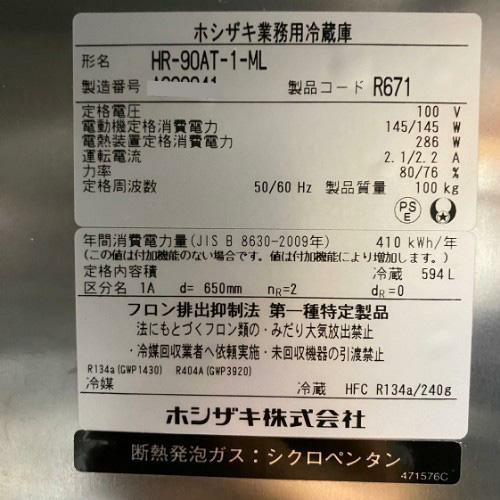 ホシザキ業務用冷蔵庫
形名 HR-90AT-1-ML
製造番号 製品コード R671
定格電圧 100 V
電動機定格消費電力 145/145 W
電熱装置定格消費電力 286 W
運転電流 2.1/2.2 A
力率 80/76 %
定格周波数 50/60 Hz 製品質量 100 kg
PS
E
年間消費電力量(JIS B 8630-2009年) 410 kWh/年
(この値は付加機能のない場合です。値は付加機能により増加します。)
定格内容積 冷蔵 594 L
区分名 1A d= 650mm nR=2 dR=0
フロン排出抑制法 第一種特定製品
法にもとづくフロン類の・みだり大気放出禁止
・冷媒回収業者へ依頼実施・未回収機器の引渡禁止
R134a(GWP1430) R404A(GWP3920)
冷媒 冷蔵 HFC R134a/240g
ホシザキ株式会社
断熱発泡ガス：シクロペンタン
471576C